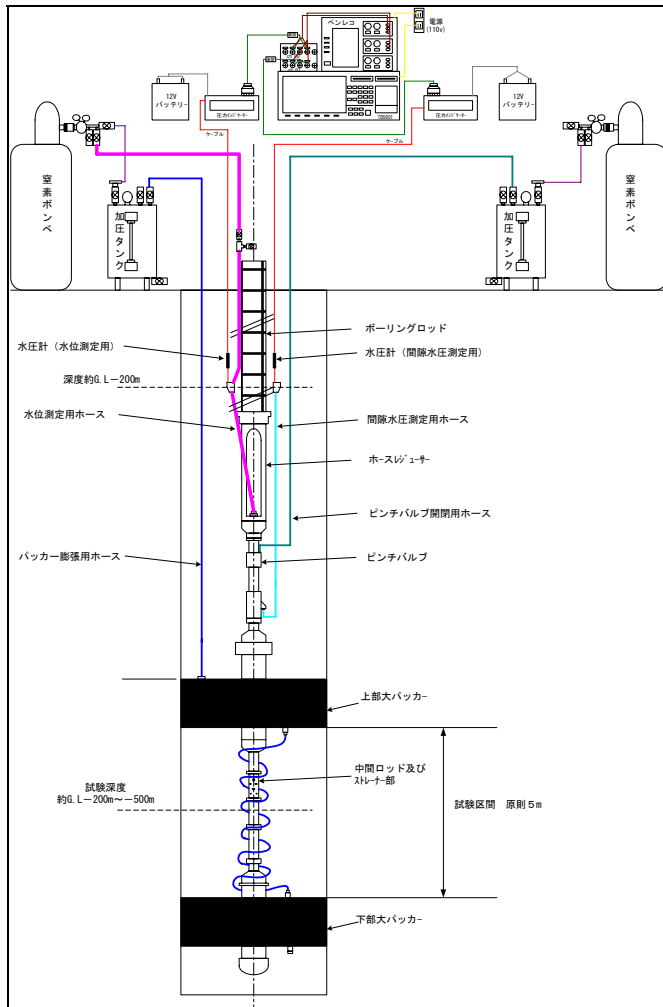 ペンレコ
電源
(110v)
12V
バッテリー
圧力インジケーター
TDS601
圧力インジケーター
12V
バッテリー
ケーブル
ケーブル
窒素ボンベ
加圧タンク
加圧タンク
窒素ボンベ
ボーリングロッド
水圧計(水位測定用)
水圧計(間隙水圧測定用)
深度約G.L-200m
水位測定用ホース
間隙水圧測定用ホース
ホースレジューサー
ピンチバルブ開閉用ホース
パッカー膨張用ホース
ピンチバルブ
上部大パッカー
中間ロッド及び
ストレーナー部
試験深度
約G.L-200m~-500m
試験区間 原則5m
下部大パッカー